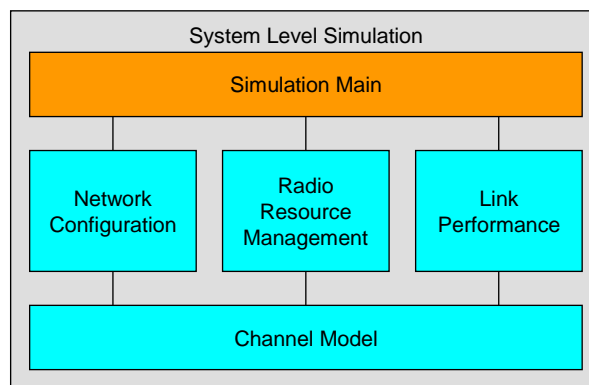 System Level Simulation
Simulation Main
Network
Configuration
Radio
Resource
Management
Link
Performance
Channel Model